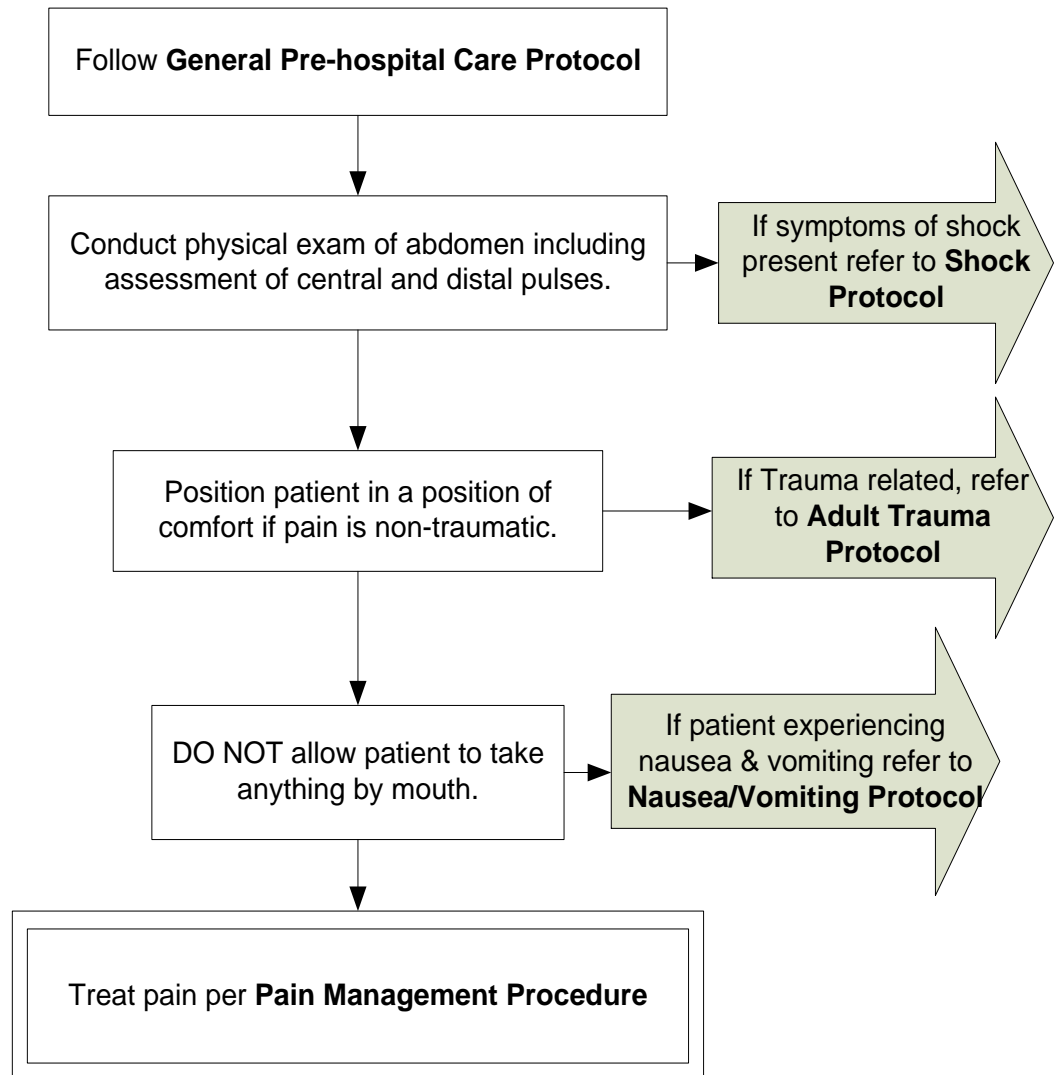 Follow General Pre-hospital Care Protocol
Conduct physical exam of abdomen including
assessment of central and distal pulses.
If symptoms of shock
present refer to Shock
Protocol
Position patient in a position of
comfort if pain is non-traumatic.
If Trauma related, refer
to Adult Trauma
Protocol
DO NOT allow patient to take
anything by mouth.
If patient experiencing
nausea & vomiting refer to
Nausea/Vomiting Protocol
Treat pain per Pain Management Procedure